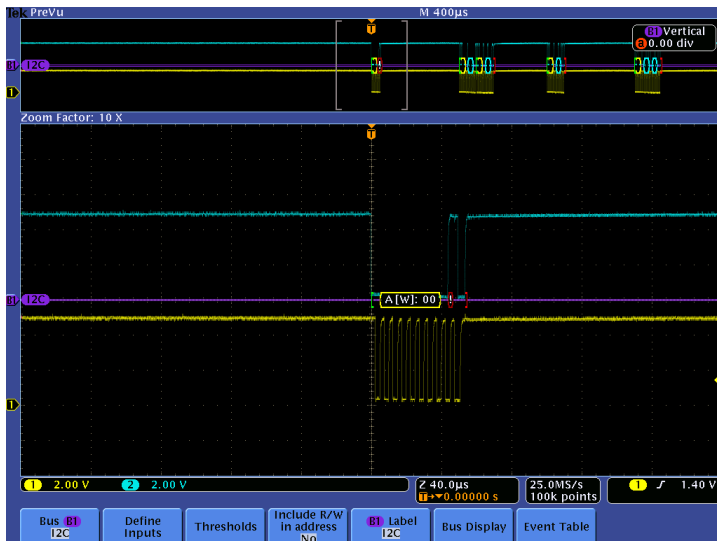 Tek PreVu M 400µs
T
B1 Vertical
a 0.00 div
B1 I2C
1
Zoom Factor: 10 X
T
B1 I2C
A[W]: 00 !
1
1 2.00 V 2 2.00 V
Z 40.0µs
T→▼0.00000 s
25.0MS/s
100k points
1 ∫ 1.40 V
Bus B1
I2C
Define
Inputs
Thresholds
Include R/W
in address
No
B1 Label
I2C
Bus Display
Event Table